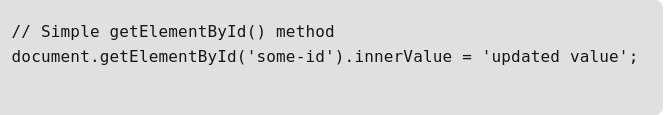 // Simple getElementById() method
document.getElementById('some-id').innerValue = 'updated value';